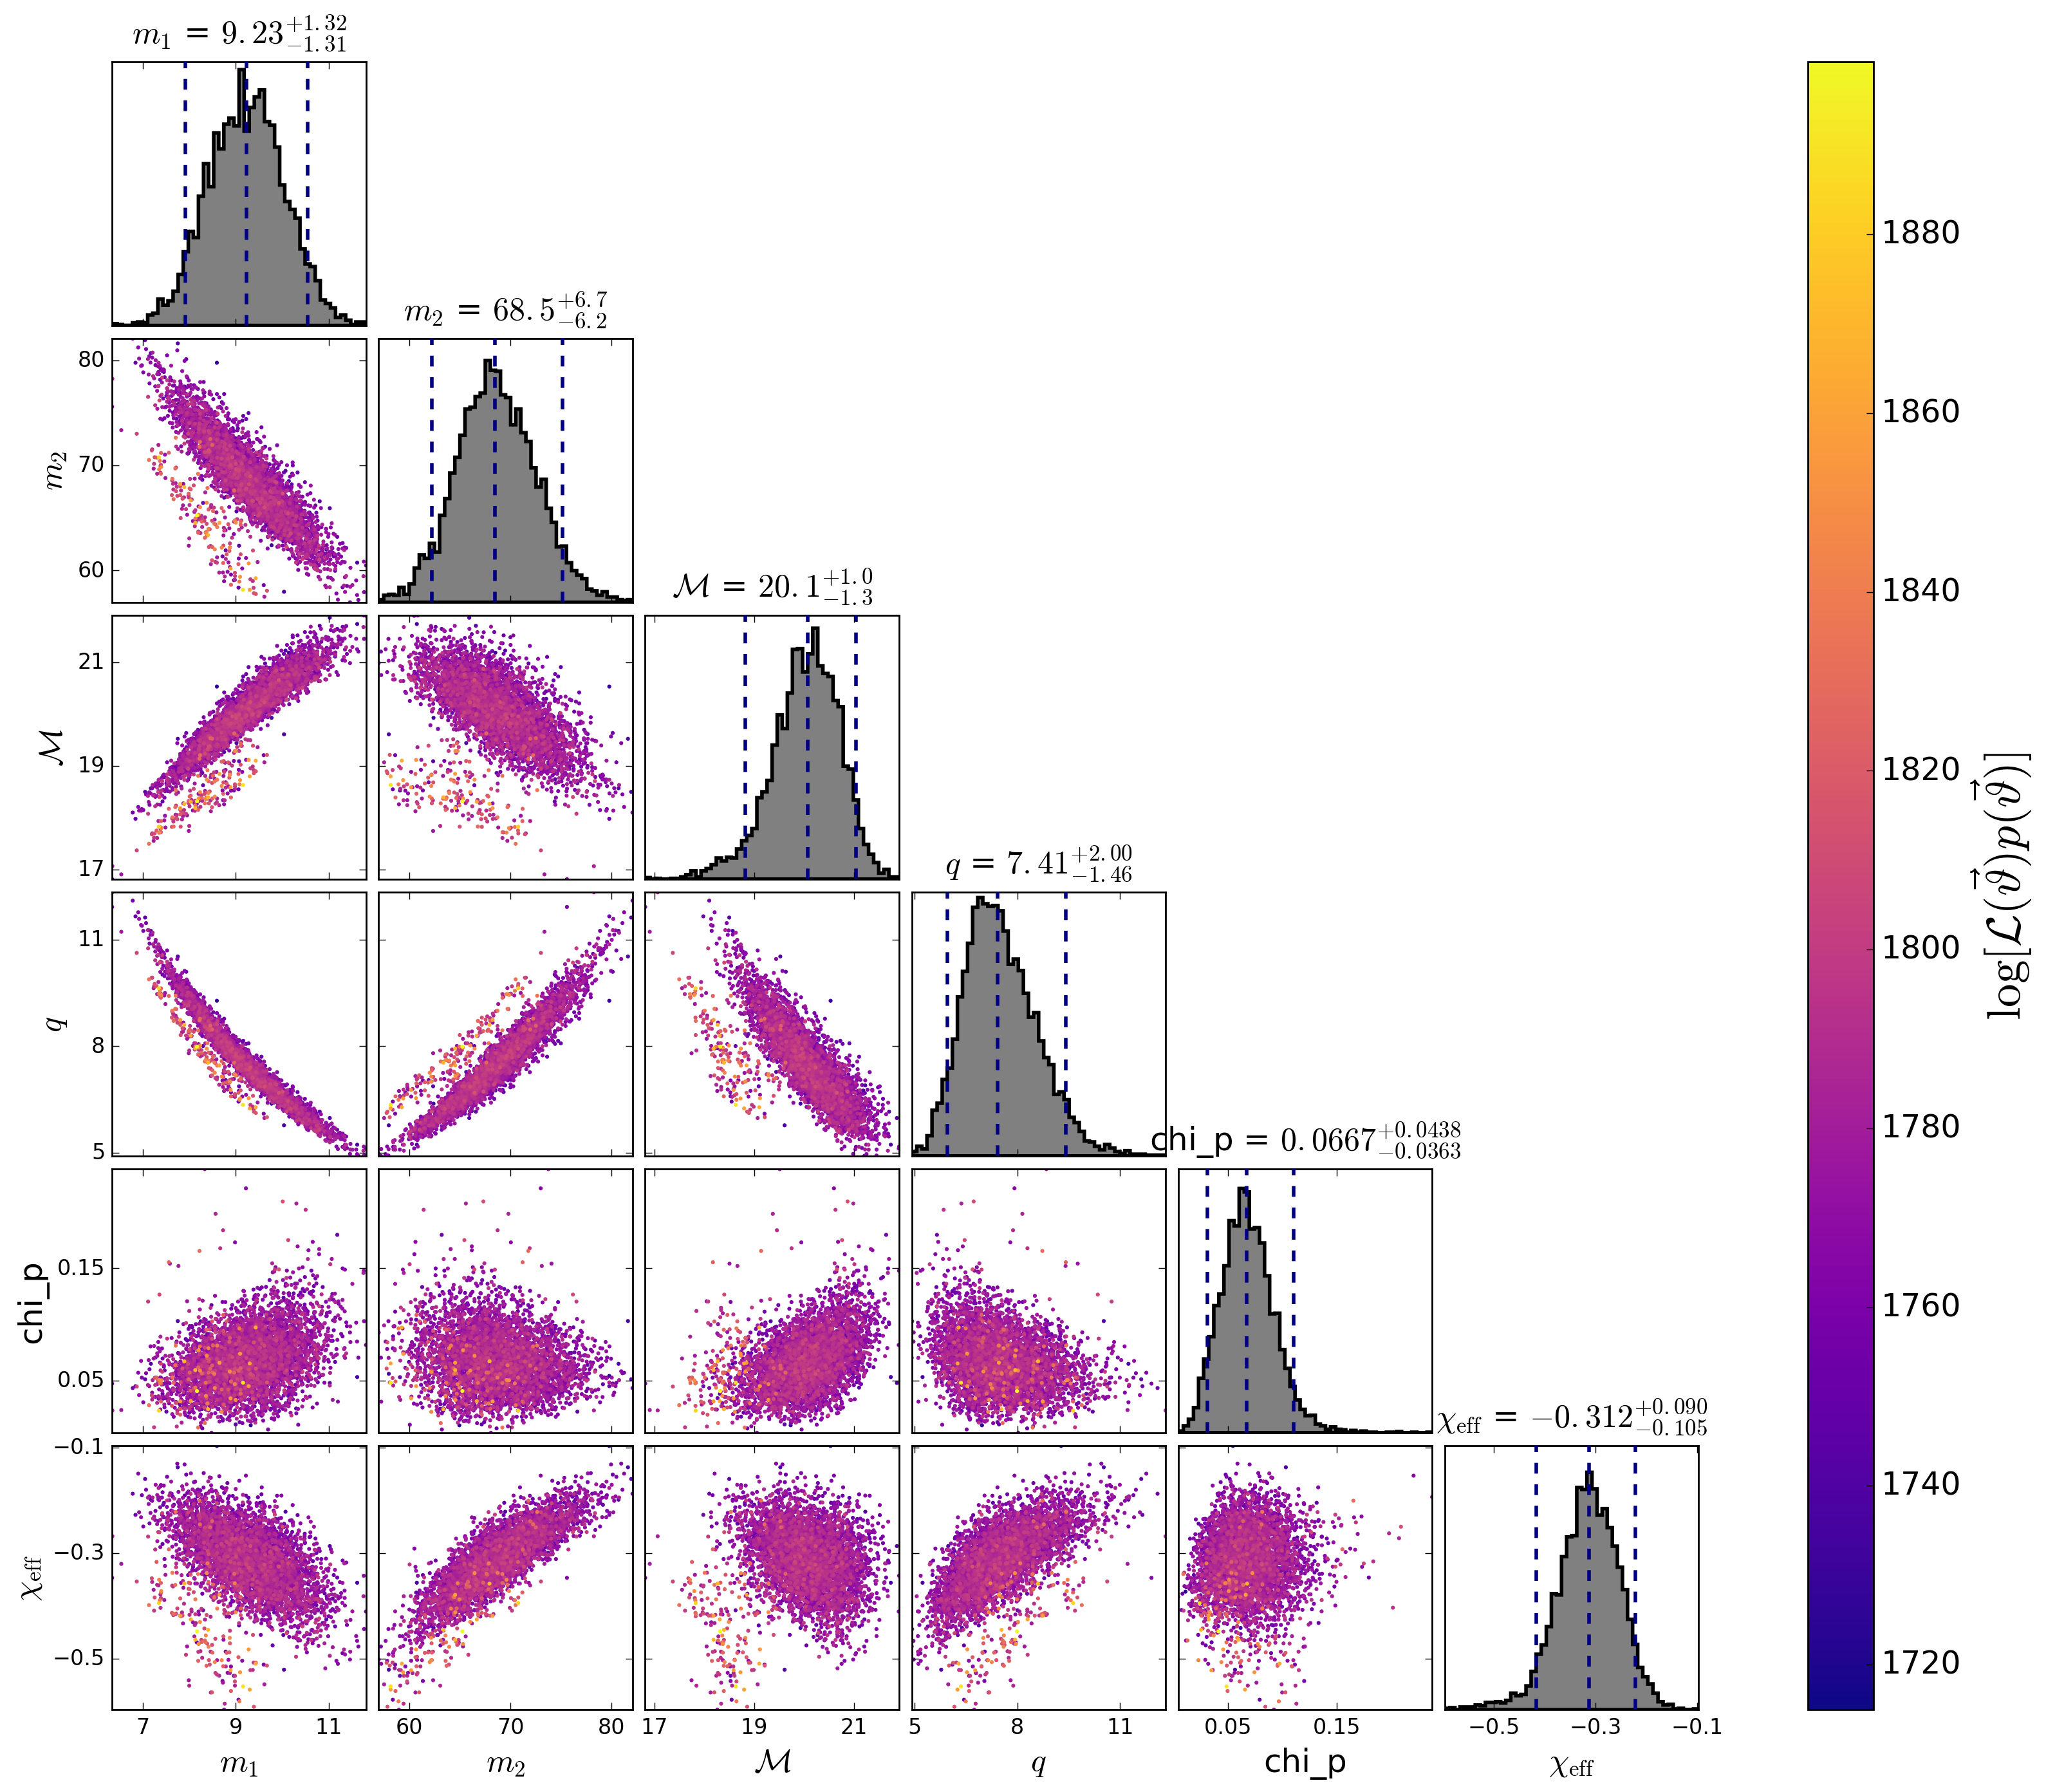 m₁ = 9.23 +1.32 −1.31
m₂ = 68.5 +6.7 −6.2
ℳ = 20.1 +1.0 −1.3
q = 7.41 +2.00 −1.46
chi_p = 0.0667 +0.0438 −0.0363
χ_eff = −0.312 +0.090 −0.105
m₂
80
70
60
ℳ
21
19
17
q
11
8
5
chi_p
0.15
0.05
χ_eff
−0.1
−0.3
−0.5
7 9 11
60 70 80
17 19 21
5 8 11
0.05 0.15
−0.5 −0.3 −0.1
m₁
m₂
ℳ
q
chi_p
χ_eff
1880
1860
1840
1820
1800
1780
1760
1740
1720
log[ℒ(ϑ⃗)p(ϑ⃗)]